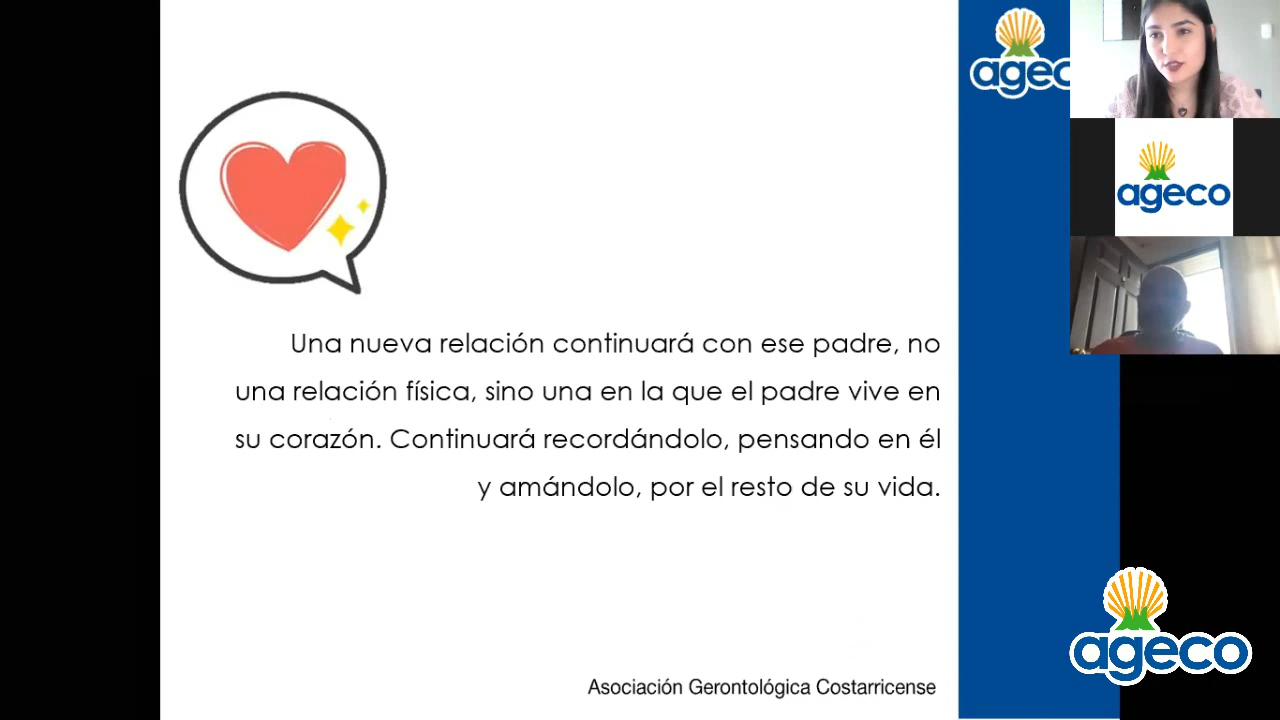 agec
ageco
Una nueva relación continuará con ese padre, no
una relación física, sino una en la que el padre vive en
su corazón. Continuará recordándolo, pensando en él
y amándolo, por el resto de su vida.
ageco
Asociación Gerontológica Costarricense